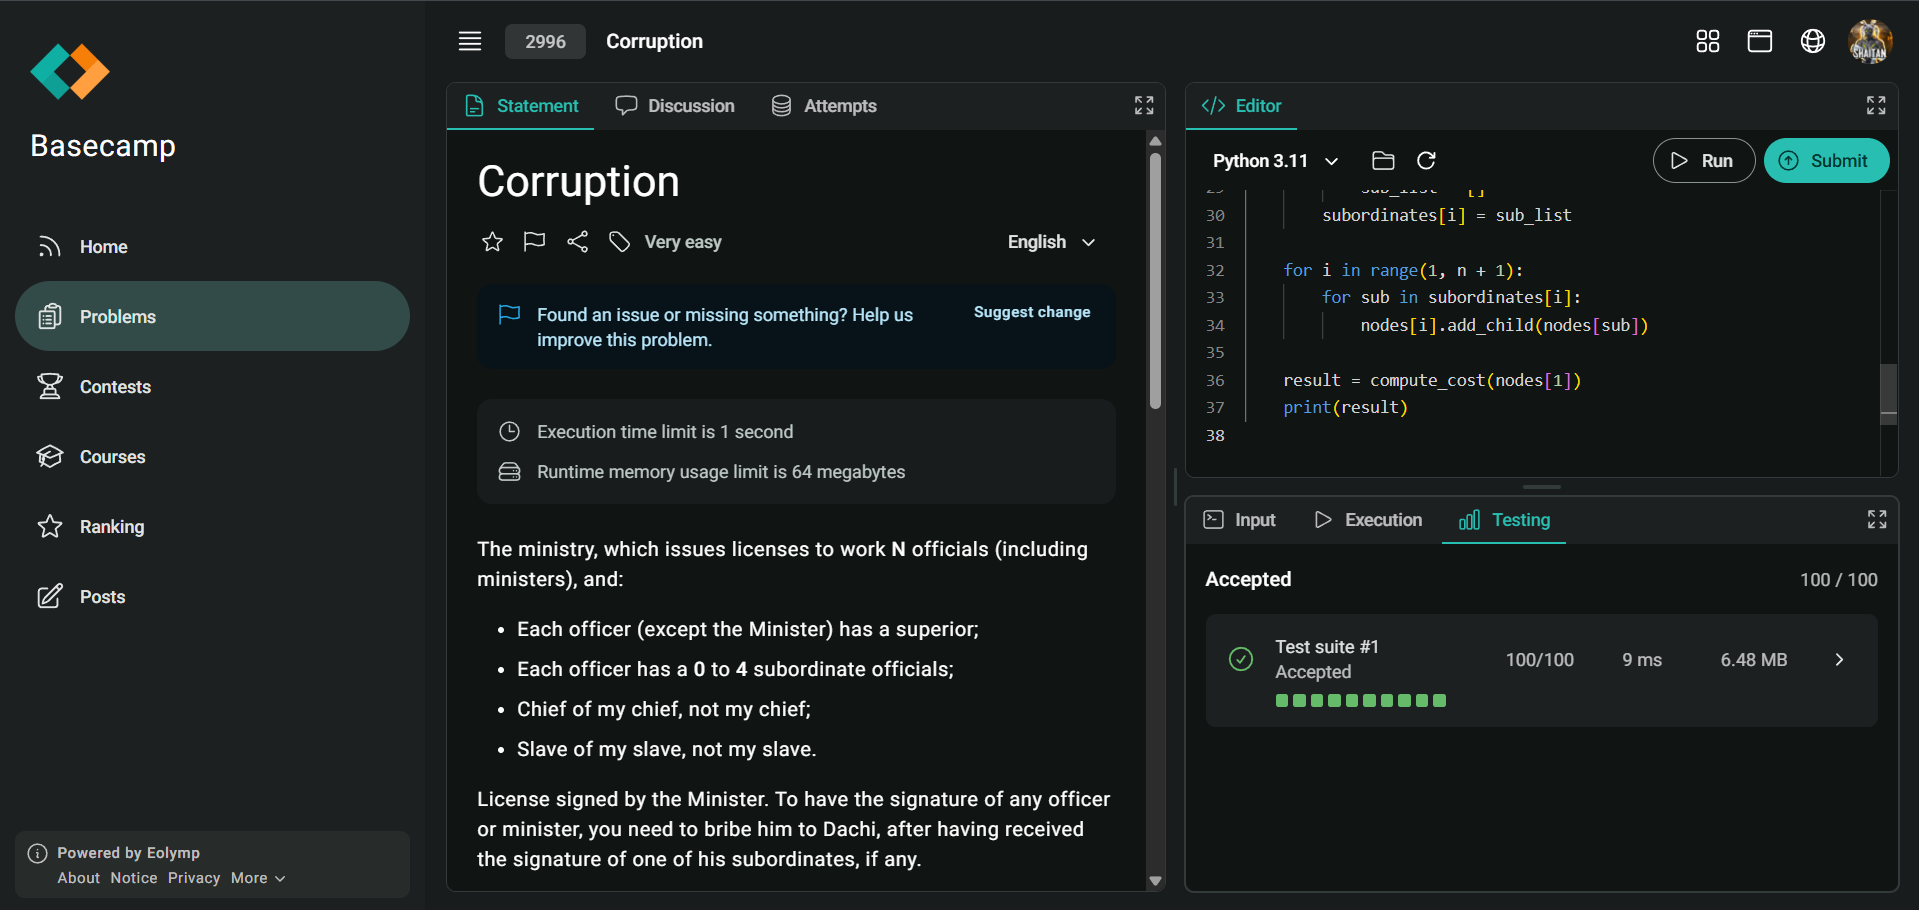 Basecamp
Home
Problems
Contests
Courses
Ranking
Posts
Powered by Eolymp
About Notice Privacy More
2996 Corruption
SHAITAN
Statement Discussion Attempts
Corruption
Very easy
English
Found an issue or missing something? Help us
improve this problem.
Suggest change
Execution time limit is 1 second
Runtime memory usage limit is 64 megabytes
The ministry, which issues licenses to work N officials (including
ministers), and:
• Each officer (except the Minister) has a superior;
• Each officer has a 0 to 4 subordinate officials;
• Chief of my chief, not my chief;
• Slave of my slave, not my slave.
License signed by the Minister. To have the signature of any officer
or minister, you need to bribe him to Dachi, after having received
the signature of one of his subordinates, if any.
</> Editor
Python 3.11
Run
Submit
29 sub_list = []
30 subordinates[i] = sub_list
31
32 for i in range(1, n + 1):
33 for sub in subordinates[i]:
34 nodes[i].add_child(nodes[sub])
35
36 result = compute_cost(nodes[1])
37 print(result)
38
Input Execution Testing
Accepted 100 / 100
Test suite #1
Accepted
100/100 9 ms 6.48 MB